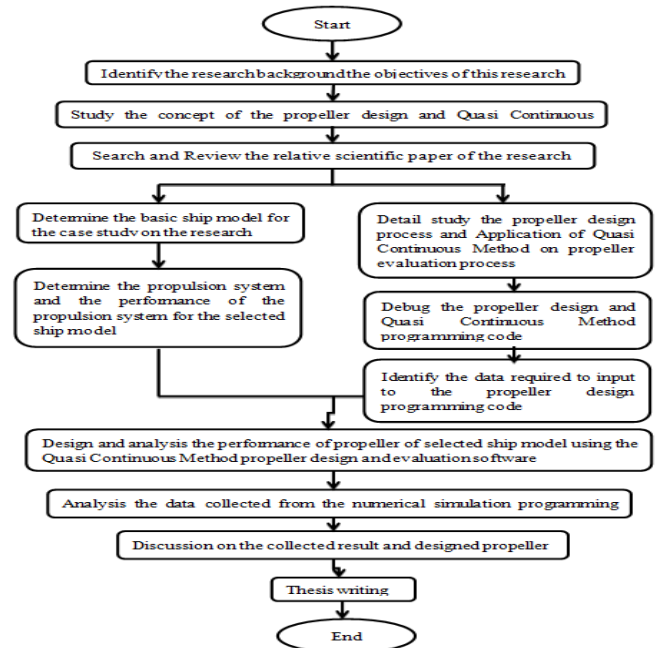 Start
Identify the research background the objectives of this research
Study the concept of the propeller design and Quasi Continuous
Search and Review the relative scientific paper of the research
Determine the basic ship model for
the case study on the research
Determine the propulsion system
and the performance of the
propulsion system for the selected
ship model
Detail study the propeller design
process and Application of Quasi
Continuous Method on propeller
evaluation process
Debug the propeller design and
Quasi Continuous Method
programming code
Identify the data required to input
to the propeller design
programming code
Design and analysis the performance of propeller of selected ship model using the
Quasi Continuous Method propeller design and evaluation software
Analysis the data collected from the numerical simulation programming
Discussion on the collected result and designed propeller
Thesis writing
End